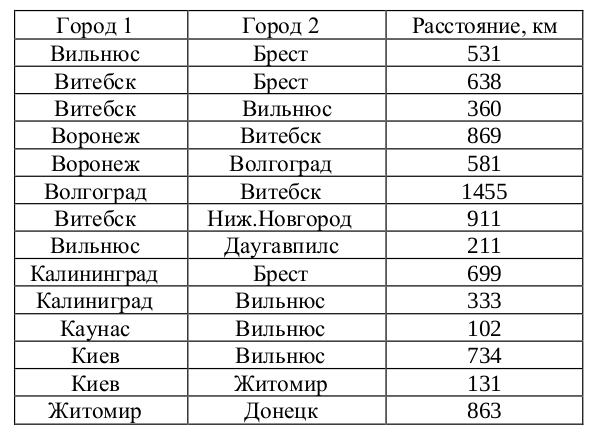 Город 1 Город 2 Расстояние, км
Вильнюс Брест 531
Витебск Брест 638
Витебск Вильнюс 360
Воронеж Витебск 869
Воронеж Волгоград 581
Волгоград Витебск 1455
Витебск Ниж.Новгород 911
Вильнюс Даугавпилс 211
Калининград Брест 699
Калиниград Вильнюс 333
Каунас Вильнюс 102
Киев Вильнюс 734
Киев Житомир 131
Житомир Донецк 863